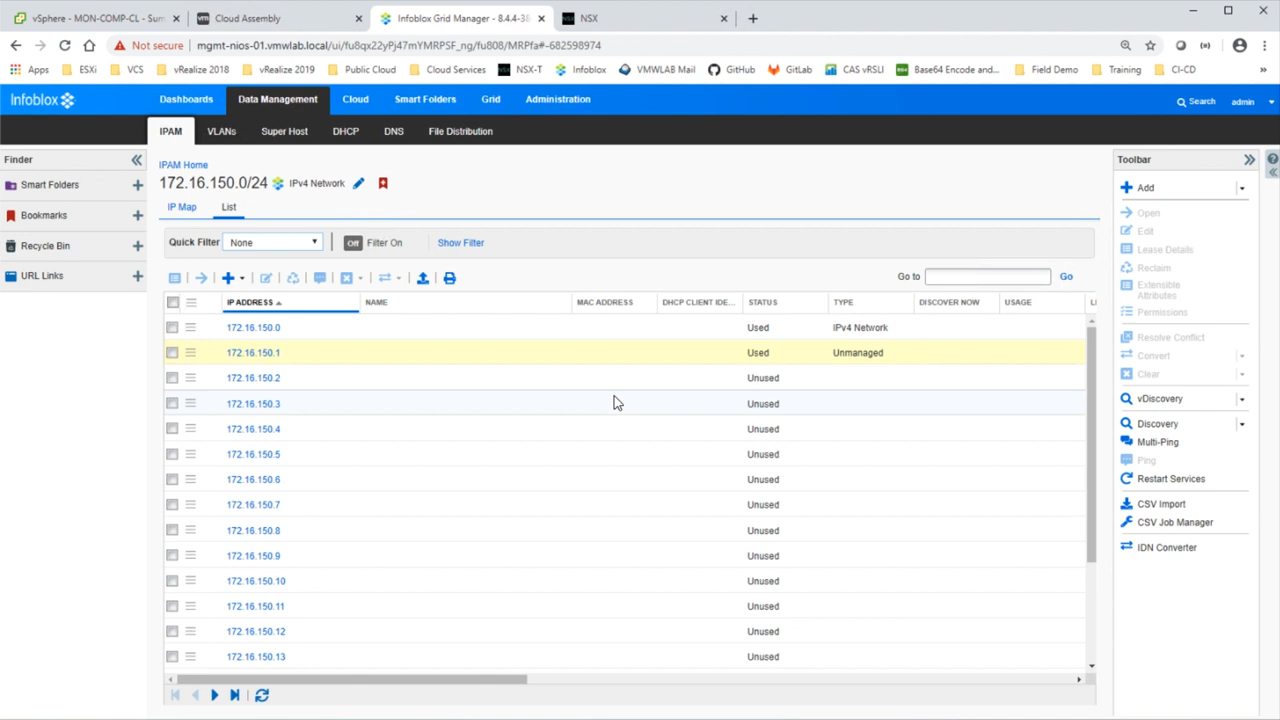 vSphere - MON-COMP-CL - Sum
Cloud Assembly
Infoblox Grid Manager - 8.4.4-38
NSX
Not secure
mgmt-nios-01.vmwlab.local/ui/fu8qx22yPj47mYMRPSF_ng/fu808/MRPfa#-682598974
Apps
ESXi
VCS
vRealize 2018
vRealize 2019
Public Cloud
Cloud Services
NSX-T
Infoblox
VMWLAB Mail
GitHub
GitLab
CAS vRSLI
Base64 Encode and...
Field Demo
Training
CI-CD
Infoblox
Dashboards
Data Management
Cloud
Smart Folders
Grid
Administration
Search
admin
IPAM
VLANs
Super Host
DHCP
DNS
File Distribution
Finder
Smart Folders
Bookmarks
Recycle Bin
URL Links
IPAM Home
172.16.150.0/24 IPv4 Network
IP Map
List
Quick Filter None Off Filter On Show Filter
Go to Go
IP ADDRESS NAME MAC ADDRESS DHCP CLIENT IDE... STATUS TYPE DISCOVER NOW USAGE LI
172.16.150.0 Used IPv4 Network
172.16.150.1 Used Unmanaged
172.16.150.2 Unused
172.16.150.3 Unused
172.16.150.4 Unused
172.16.150.5 Unused
172.16.150.6 Unused
172.16.150.7 Unused
172.16.150.8 Unused
172.16.150.9 Unused
172.16.150.10 Unused
172.16.150.11 Unused
172.16.150.12 Unused
172.16.150.13 Unused
Toolbar
Add
Open
Edit
Lease Details
Reclaim
Extensible
Attributes
Permissions
Resolve Conflict
Convert
Clear
vDiscovery
Discovery
Multi-Ping
Ping
Restart Services
CSV Import
CSV Job Manager
IDN Converter